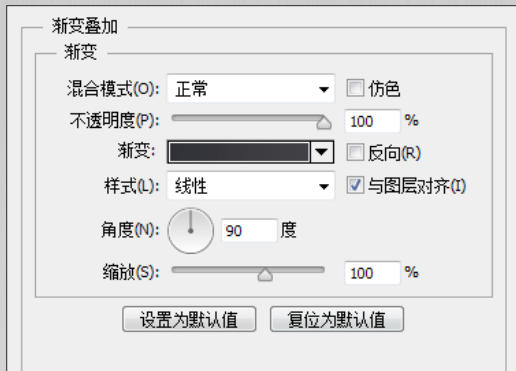 渐变叠加
渐变
混合模式(O): 正常 仿色
不透明度(P): 100 %
渐变: 反向(R)
样式(L): 线性 与图层对齐(I)
角度(N): 90 度
缩放(S): 100 %
设置为默认值 复位为默认值